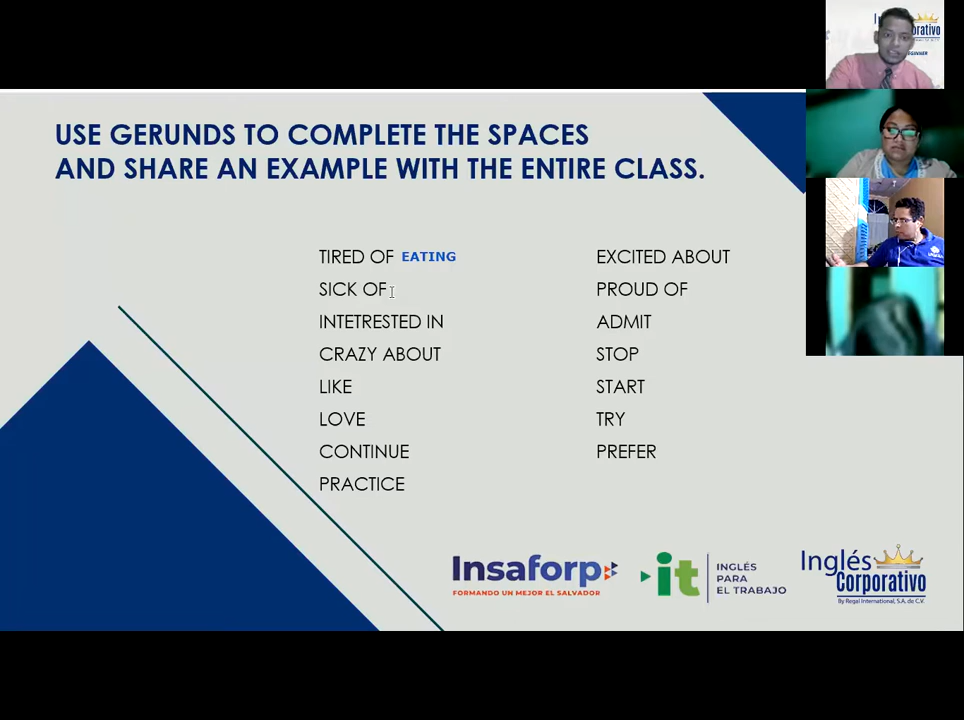 USE GERUNDS TO COMPLETE THE SPACES
AND SHARE AN EXAMPLE WITH THE ENTIRE CLASS.
TIRED OF EATING
SICK OF
INTETRESTED IN
CRAZY ABOUT
LIKE
LOVE
CONTINUE
PRACTICE
EXCITED ABOUT
PROUD OF
ADMIT
STOP
START
TRY
PREFER
Insaforp
FORMANDO UN MEJOR EL SALVADOR
it
INGLÉS
PARA
EL TRABAJO
Inglés
Corporativo
By Regal International, S.A. de C.V.